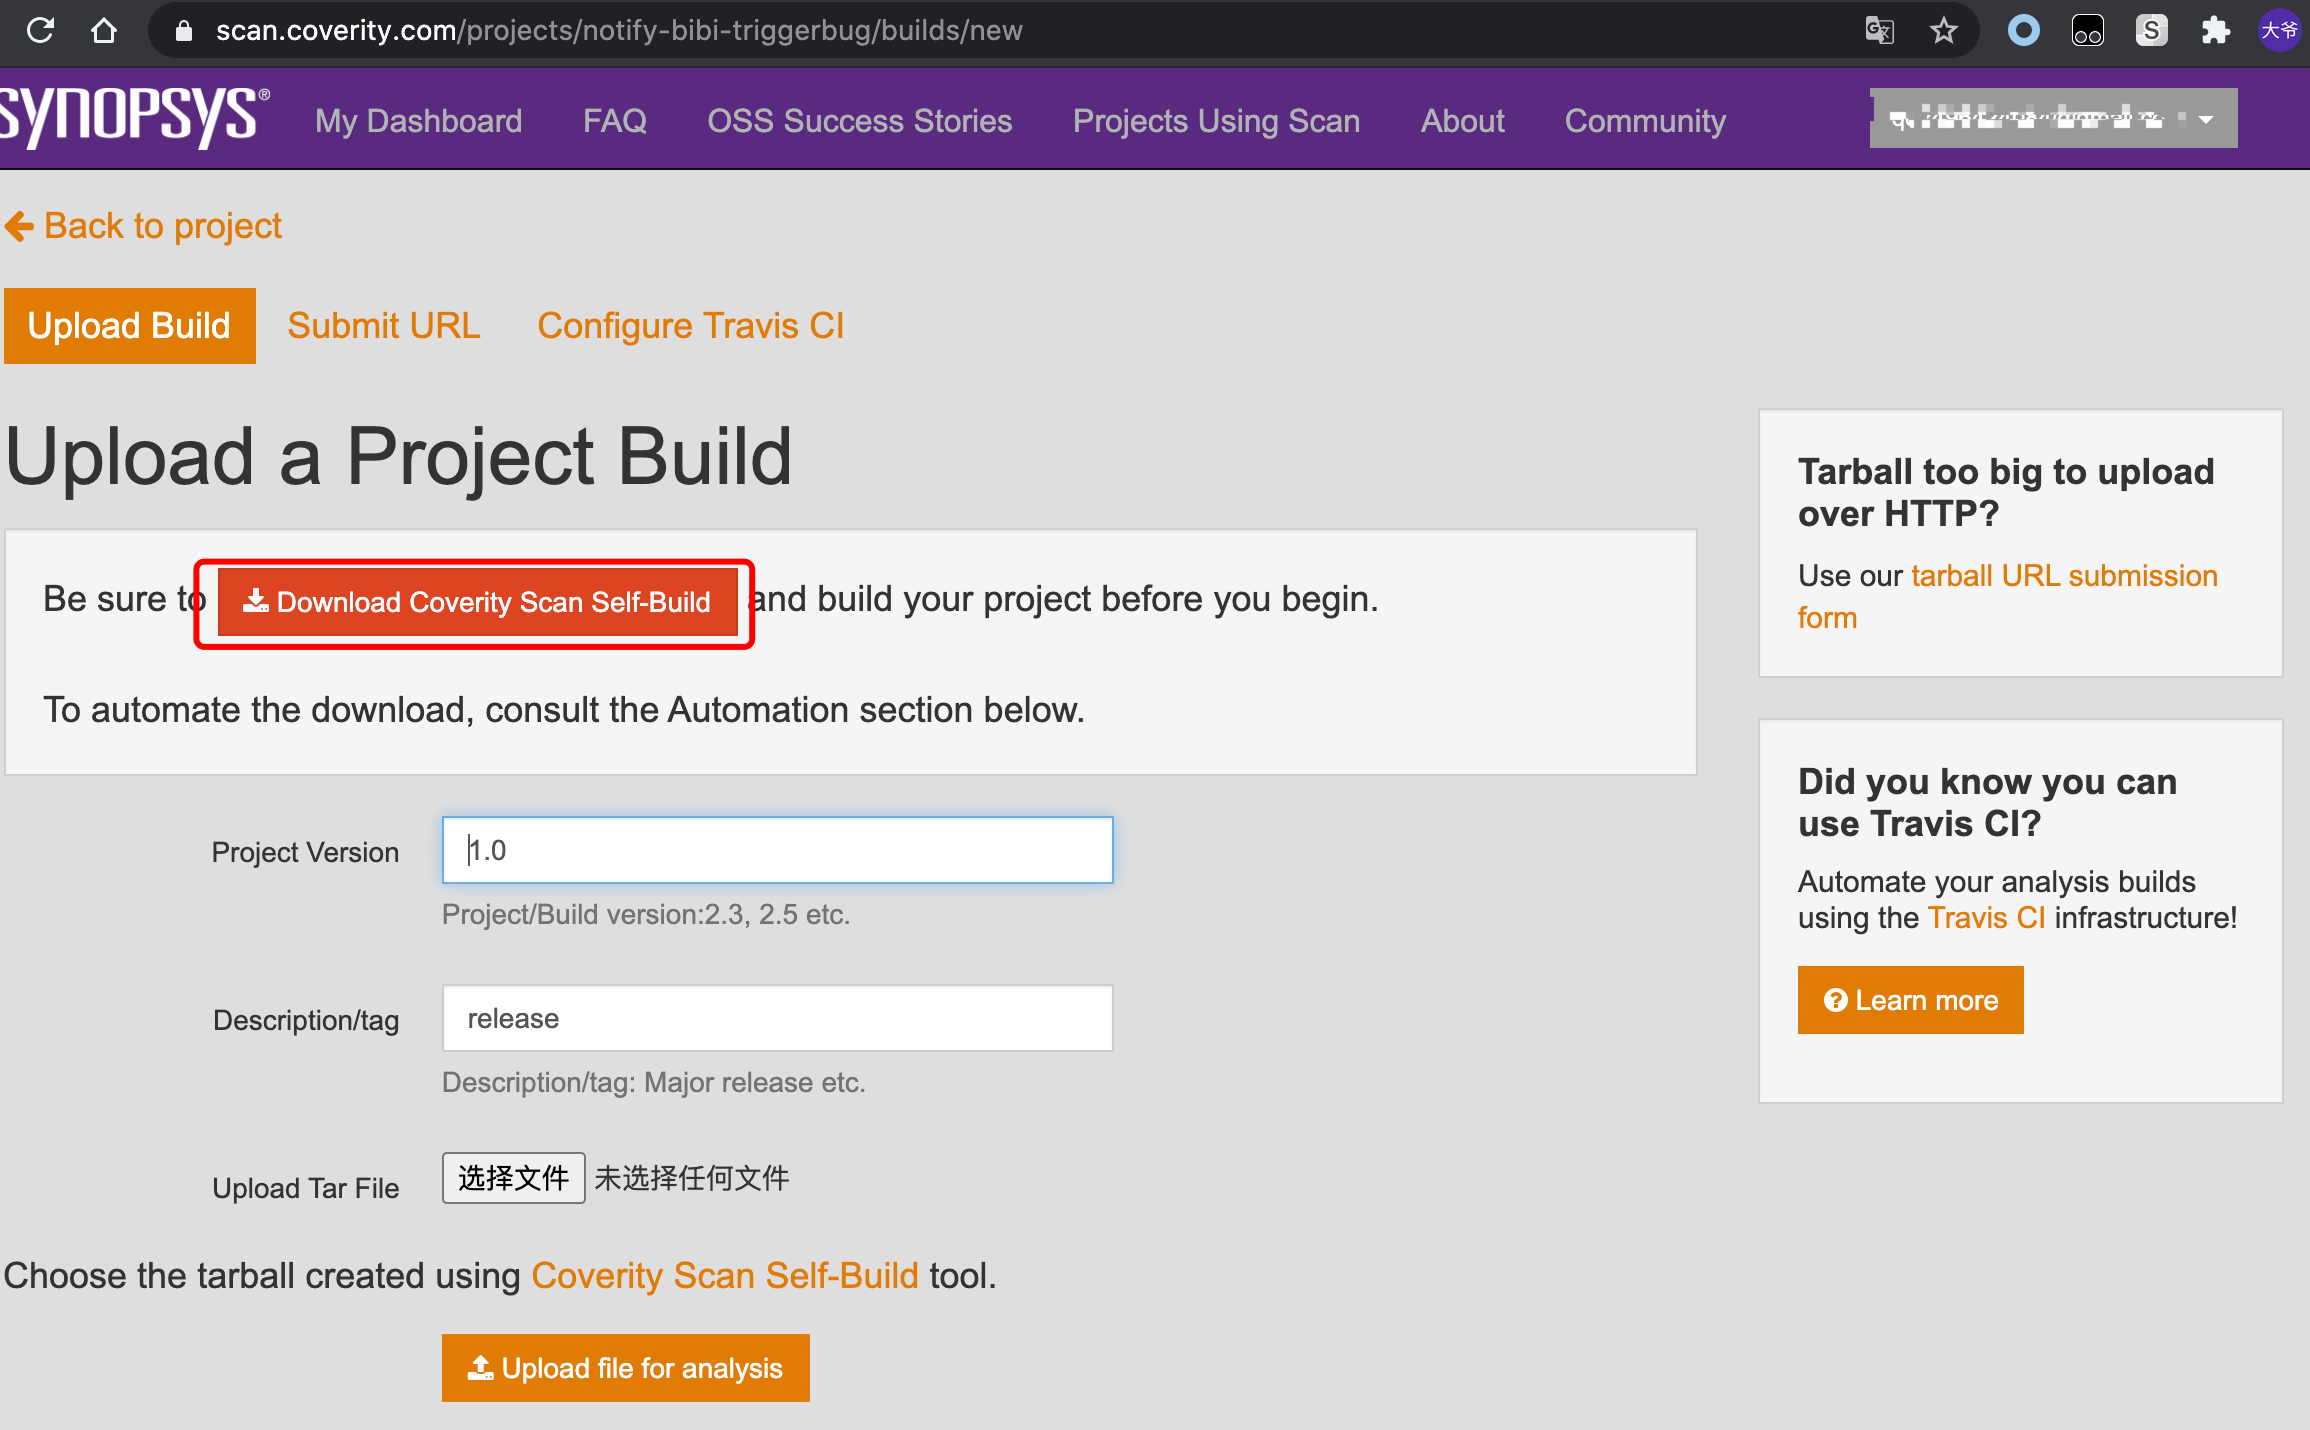 scan.coverity.com/projects/notify-bibi-triggerbug/builds/new
大爷
SYNOPSYS®
My Dashboard
FAQ
OSS Success Stories
Projects Using Scan
About
Community
Back to project
Upload Build
Submit URL
Configure Travis CI
Upload a Project Build
Be sure to Download Coverity Scan Self-Build and build your project before you begin.
To automate the download, consult the Automation section below.
Project Version
1.0
Project/Build version:2.3, 2.5 etc.
Description/tag
release
Description/tag: Major release etc.
Upload Tar File
选择文件 未选择任何文件
Choose the tarball created using Coverity Scan Self-Build tool.
Upload file for analysis
Tarball too big to upload
over HTTP?
Use our tarball URL submission
form
Did you know you can
use Travis CI?
Automate your analysis builds
using the Travis CI infrastructure!
Learn more